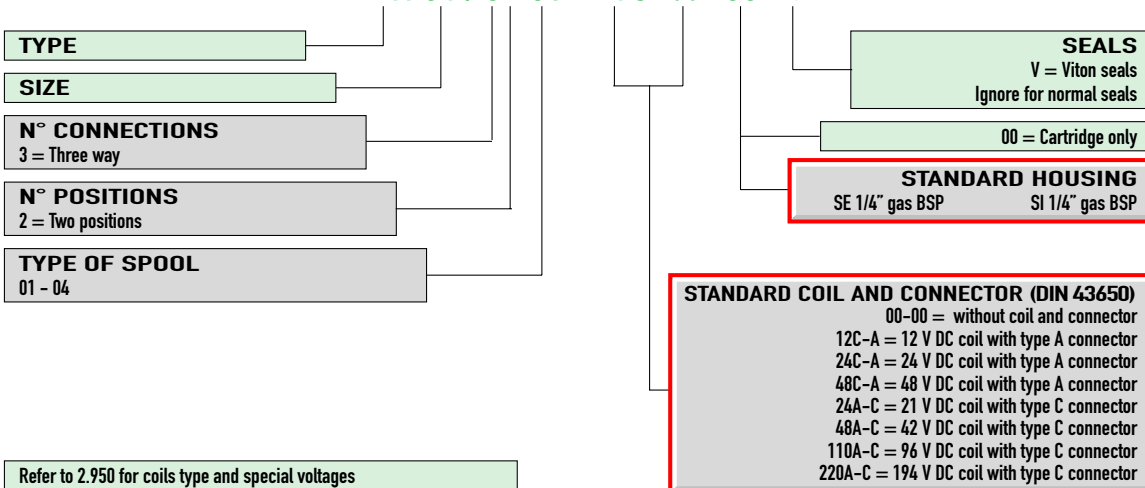 TYPE
SIZE
N° CONNECTIONS
3 = Three way
N° POSITIONS
2 = Two positions
TYPE OF SPOOL
01 - 04
Refer to 2.950 for coils type and special voltages
SEALS
V = Viton seals
Ignore for normal seals
00 = Cartridge only
STANDARD HOUSING
SE 1/4” gas BSP SI 1/4” gas BSP
STANDARD COIL AND CONNECTOR (DIN 43650)
00-00 = without coil and connector
12C-A = 12 V DC coil with type A connector
24C-A = 24 V DC coil with type A connector
48C-A = 48 V DC coil with type A connector
24A-C = 21 V DC coil with type C connector
48A-C = 42 V DC coil with type C connector
110A-C = 96 V DC coil with type C connector
220A-C = 194 V DC coil with type C connector